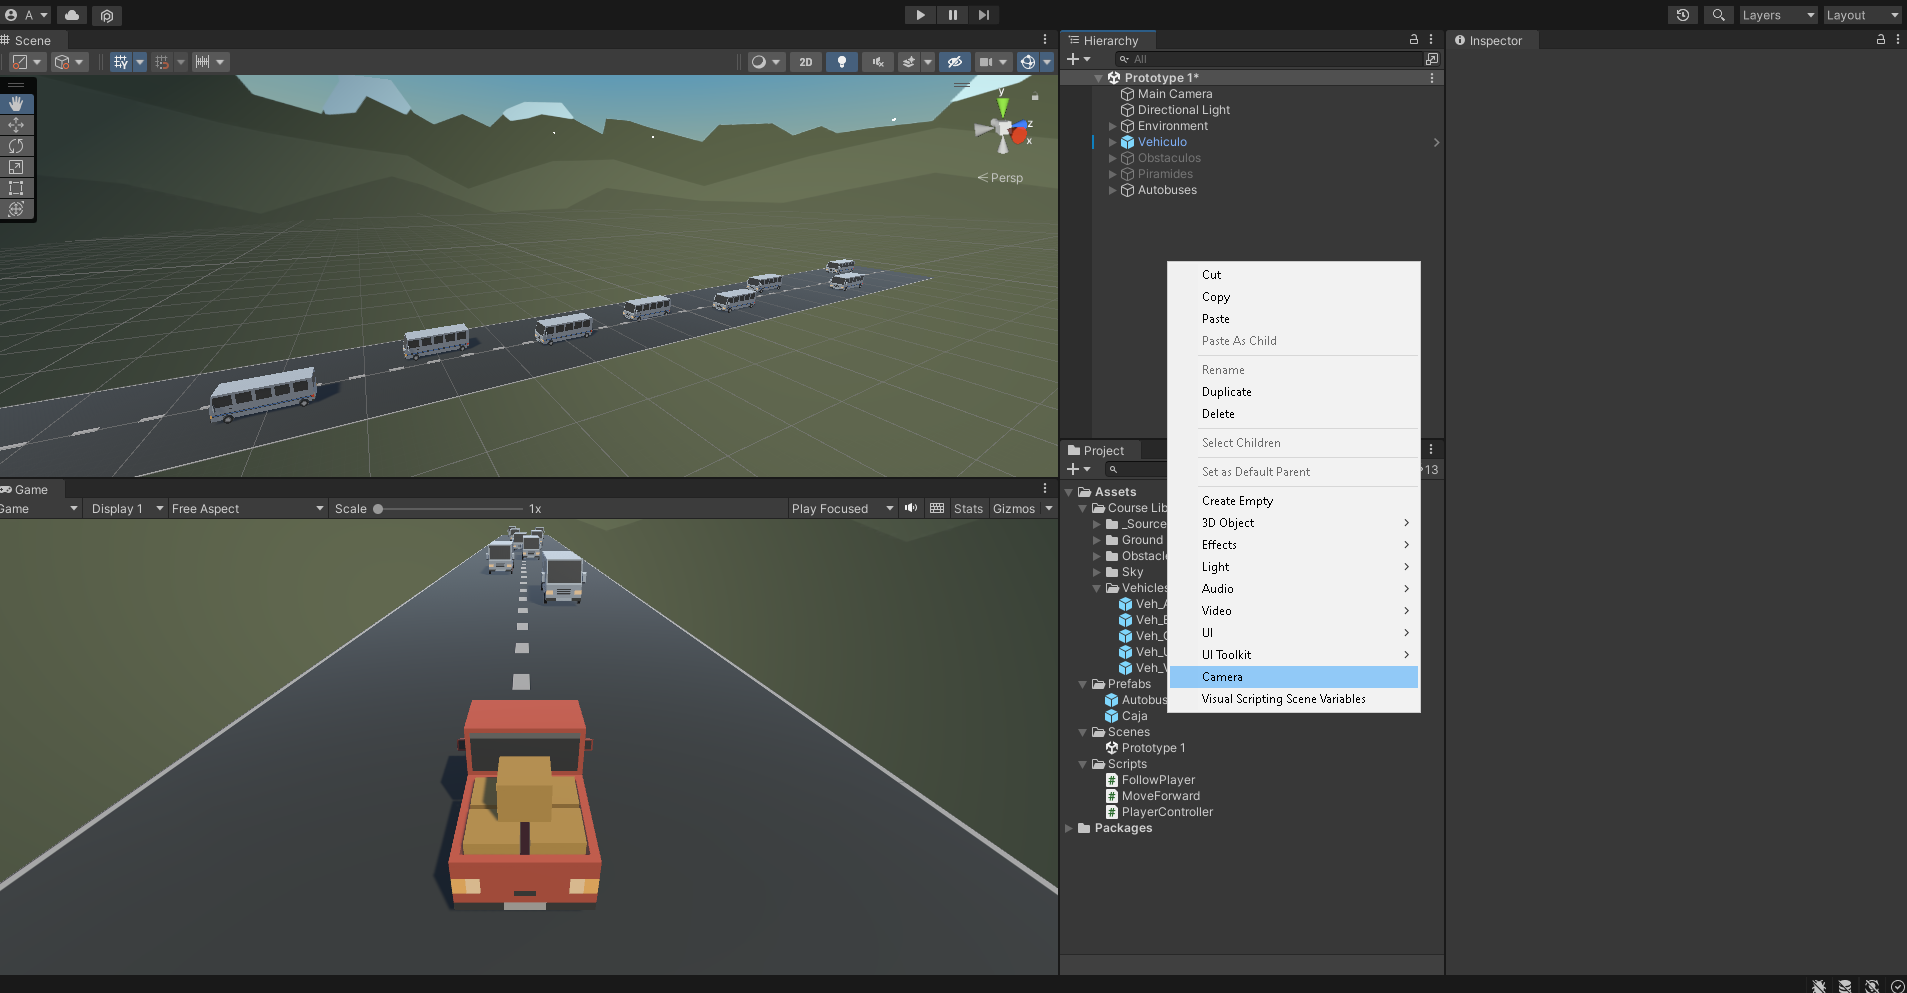 A
Layers
Layout
Scene
2D
y
z
x
Persp
Hierarchy
All
Prototype 1*
Main Camera
Directional Light
Environment
Vehiculo
Obstaculos
Piramides
Autobuses
Inspector
Cut
Copy
Paste
Paste As Child
Rename
Duplicate
Delete
Select Children
Set as Default Parent
Create Empty
3D Object
Effects
Light
Audio
Video
UI
UI Toolkit
Camera
Visual Scripting Scene Variables
Game
Game
Display 1
Free Aspect
Scale
1x
Play Focused
Stats
Gizmos
Project
13
Assets
Course Lib
_Source
Ground
Obstacle
Sky
Vehicles
Veh_
Veh_
Veh_
Veh_
Veh_
Prefabs
Autobus
Caja
Scenes
Prototype 1
Scripts
FollowPlayer
MoveForward
PlayerController
Packages